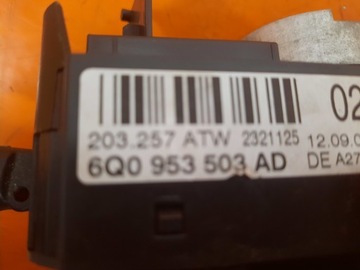 02
203.257 ATW 2321125 12.09.0
6Q0 953 503 AD DE A27